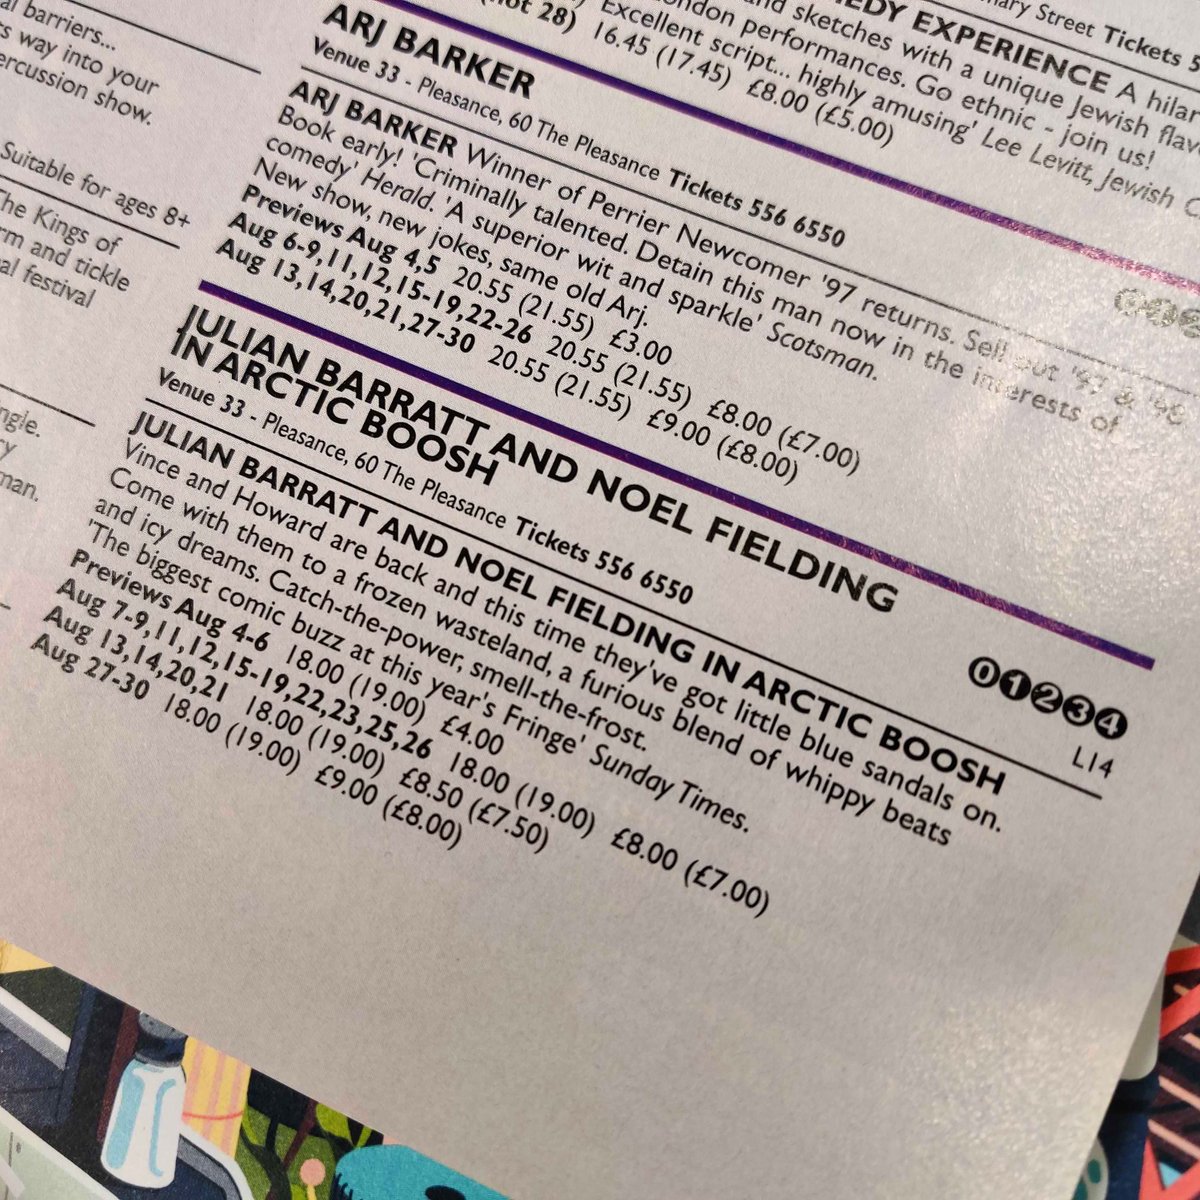 al barriers...
s way into your
ercussion show.
Suitable for ages 8+
The Kings of
rm and tickle
al festival
ngle.
ry
man.
mary Street Tickets 5
EDY EXPERIENCE A hilar
and sketches with a unique Jewish flav
ondon performances. Go ethnic - join us!
Excellent script... highly amusing' Lee Levitt, Jewish C
(not 28) 16.45 (17.45) £8.00 (£5.00)
ARJ BARKER
Venue 33 - Pleasance, 60 The Pleasance Tickets 556 6550
ARJ BARKER Winner of Perrier Newcomer '97 returns. Sell out '97 & '98
Book early! 'Criminally talented. Detain this man now in the interests of
comedy' Herald. 'A superior wit and sparkle' Scotsman.
New show, new jokes, same old Arj.
Previews Aug 4,5 20.55 (21.55) £3.00
Aug 6-9,11,12,15-19,22-26 20.55 (21.55) £8.00 (£7.00)
Aug 13,14,20,21,27-30 20.55 (21.55) £9.00 (£8.00)
JULIAN BARRATT AND NOEL FIELDING
IN ARCTIC BOOSH
01234
Venue 33 - Pleasance, 60 The Pleasance Tickets 556 6550
L14
JULIAN BARRATT AND NOEL FIELDING IN ARCTIC BOOSH
Vince and Howard are back and this time they've got little blue sandals on.
Come with them to a frozen wasteland, a furious blend of whippy beats
and icy dreams. Catch-the-power, smell-the-frost.
'The biggest comic buzz at this year's Fringe' Sunday Times.
Previews Aug 4-6 18.00 (19.00) £4.00
Aug 7-9,11,12,15-19,22,23,25,26 18.00 (19.00) £8.00 (£7.00)
Aug 13,14,20,21 18.00 (19.00) £8.50 (£7.50)
Aug 27-30 18.00 (19.00) £9.00 (£8.00)